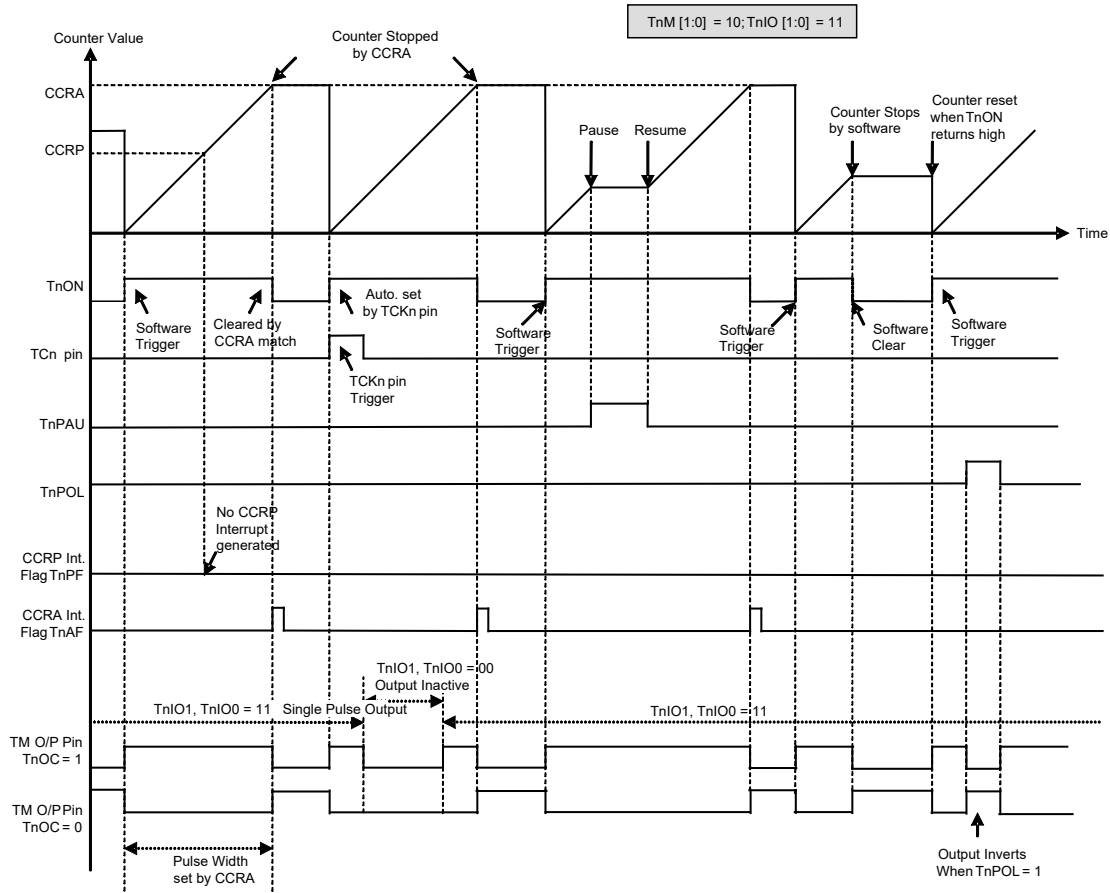 TnM [1:0] = 10; TnIO [1:0] = 11
Counter Value
Counter Stopped
by CCRA
CCRA
CCRP
Pause
Resume
Counter Stops
by software
Counter reset
when TnON
returns high
Time
TnON
Software
Trigger
Cleared by
CCRA match
Auto. set
by TCKn pin
Software
Trigger
Software
Trigger
Software
Clear
Software
Trigger
TCn pin
TCKn pin
Trigger
TnPAU
TnPOL
No CCRP
Interrupt
generated
CCRP Int.
Flag TnPF
CCRA Int.
Flag TnAF
TnIO1, TnIO0 = 00
Output Inactive
TnIO1, TnIO0 = 11 Single Pulse Output
TnIO1, TnIO0 = 11
TM O/P Pin
TnOC = 1
TM O/P Pin
TnOC = 0
Pulse Width
set by CCRA
Output Inverts
When TnPOL = 1